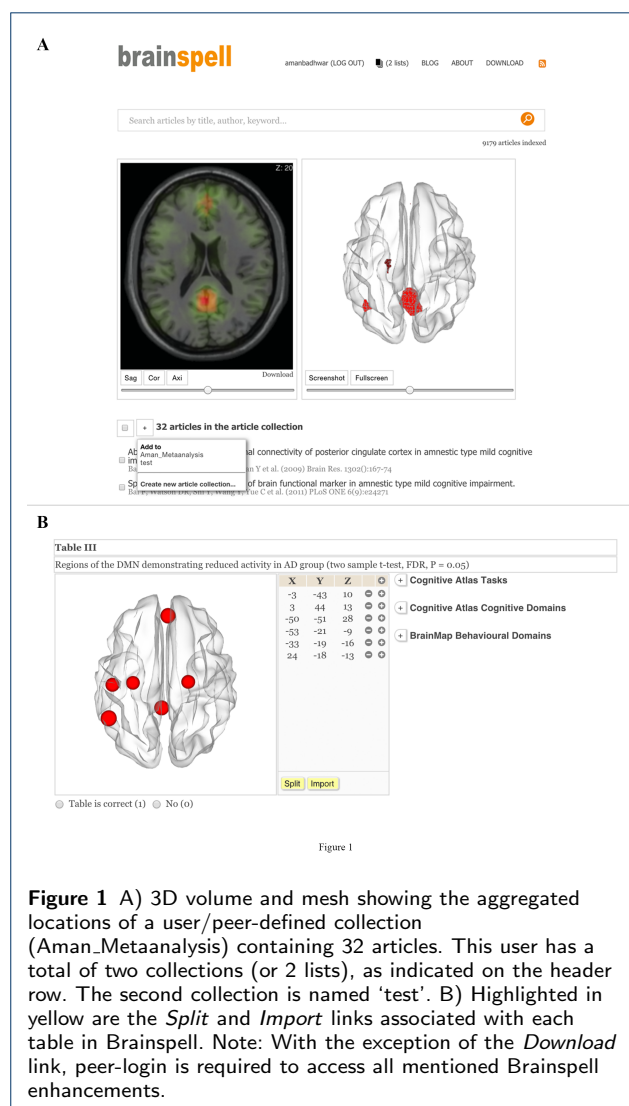 A
brainspell
amanbadhwar (LOG OUT) (2 lists) BLOG ABOUT DOWNLOAD
Search articles by title, author, keyword...
9179 articles indexed
Z: 20
Sag Cor Axi Download
Screenshot Fullscreen
+ 32 articles in the article collection
Add to
Aman_Metaanalysis
test
Create new article collection...
Ab al connectivity of posterior cingulate cortex in amnestic type mild cognitive
im
Ba an Y et al. (2009) Brain Res. 1302():167-74
Sp of brain functional marker in amnestic type mild cognitive impairment.
Yue C et al. (2011) PLoS ONE 6(9):e24271
B
Table III
Regions of the DMN demonstrating reduced activity in AD group (two sample t-test, FDR, P = 0.05)
X Y Z
-3 -43 10
3 44 13
-50 -51 28
-53 -21 -9
-33 -19 -16
24 -18 -13
+ Cognitive Atlas Tasks
+ Cognitive Atlas Cognitive Domains
+ BrainMap Behavioural Domains
Split Import
Table is correct (1) No (0)
Figure 1
Figure 1 A) 3D volume and mesh showing the aggregated
locations of a user/peer-defined collection
(Aman_Metaanalysis) containing 32 articles. This user has a
total of two collections (or 2 lists), as indicated on the header
row. The second collection is named ‘test’. B) Highlighted in
yellow are the Split and Import links associated with each
table in Brainspell. Note: With the exception of the Download
link, peer-login is required to access all mentioned Brainspell
enhancements.